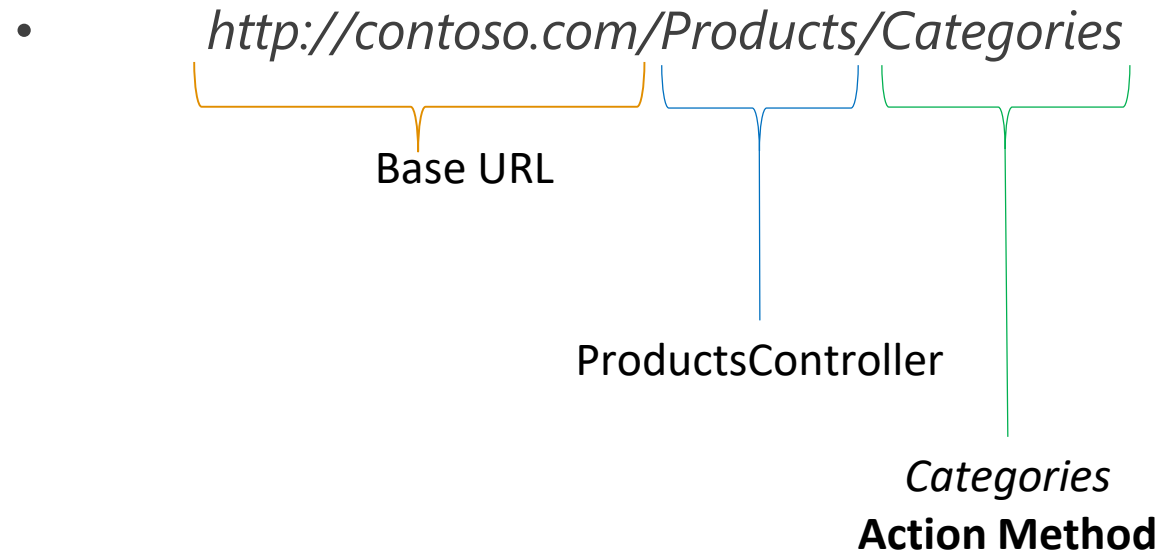 • http://contoso.com/Products/Categories
Base URL
ProductsController
Categories
Action Method